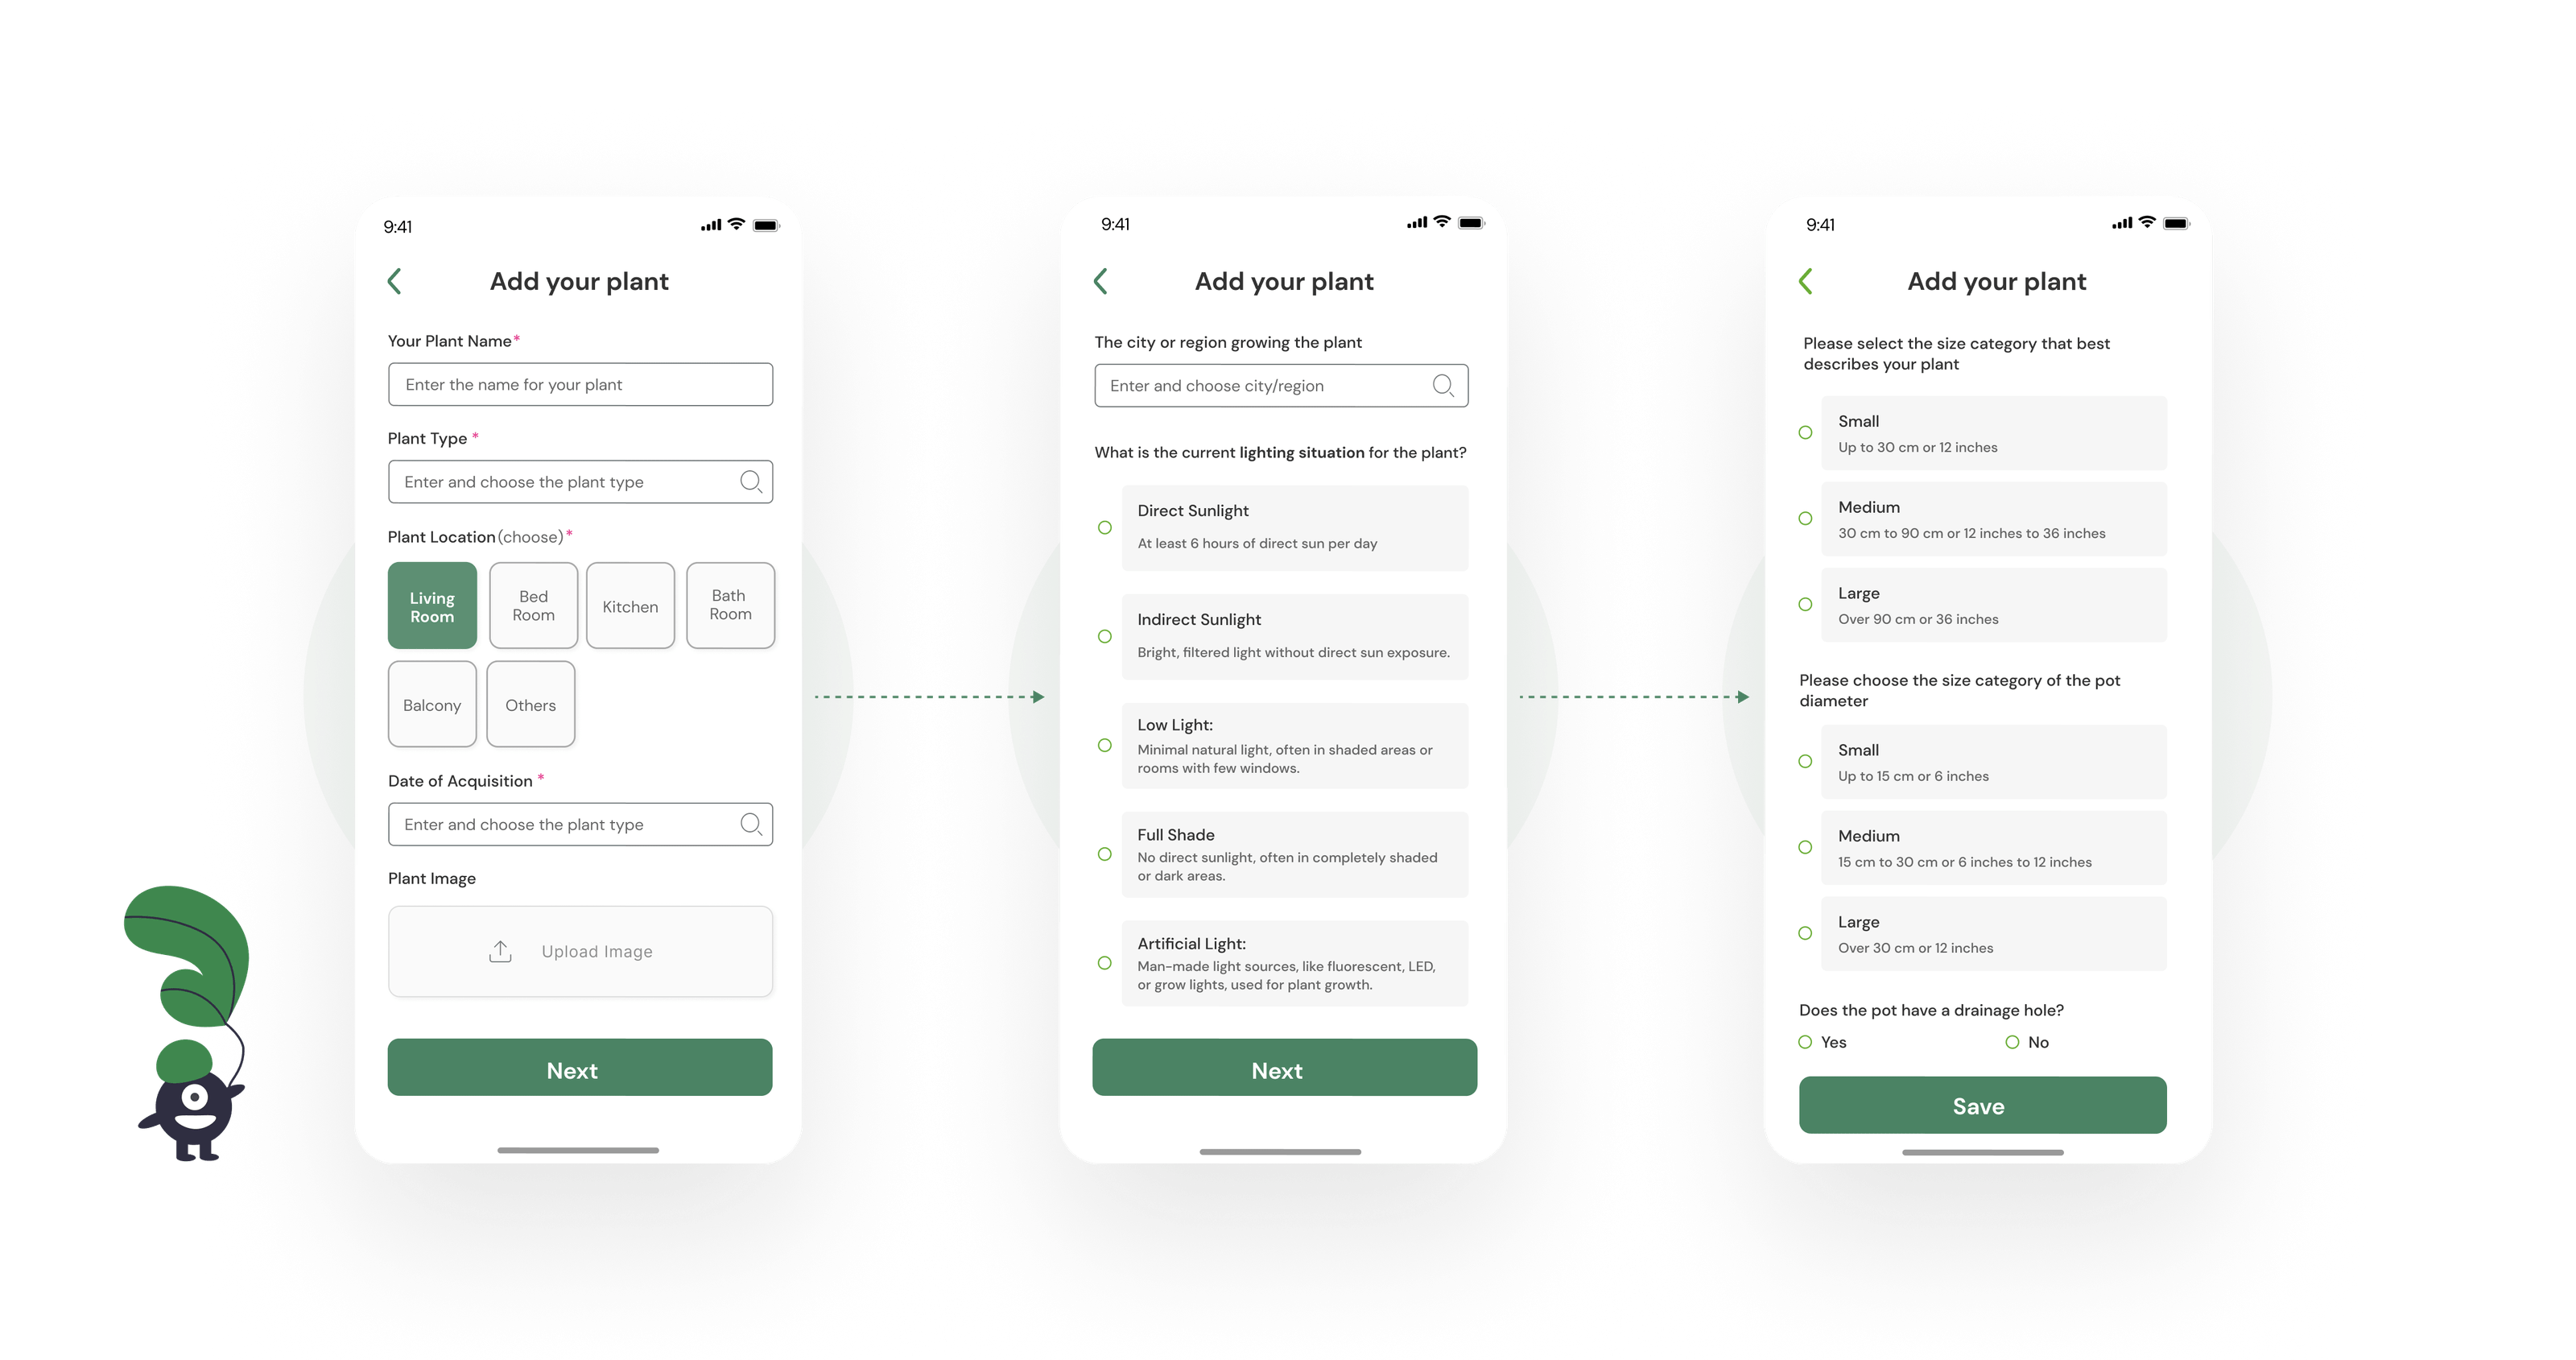 9:41
Add your plant
Your Plant Name*
Enter the name for your plant
Plant Type *
Enter and choose the plant type
Plant Location (choose) *
Living
Room
Bed
Room
Kitchen
Bath
Room
Balcony
Others
Date of Acquisition *
Enter and choose the plant type
Plant Image
Upload Image
Next
9:41
Add your plant
The city or region growing the plant
Enter and choose city/region
What is the current lighting situation for the plant?
Direct Sunlight
At least 6 hours of direct sun per day
Indirect Sunlight
Bright, filtered light without direct sun exposure.
Low Light:
Minimal natural light, often in shaded areas or
rooms with few windows.
Full Shade
No direct sunlight, often in completely shaded
or dark areas.
Artificial Light:
Man-made light sources, like fluorescent, LED,
or grow lights, used for plant growth.
Next
9:41
Add your plant
Please select the size category that best
describes your plant
Small
Up to 30 cm or 12 inches
Medium
30 cm to 90 cm or 12 inches to 36 inches
Large
Over 90 cm or 36 inches
Please choose the size category of the pot
diameter
Small
Up to 15 cm or 6 inches
Medium
15 cm to 30 cm or 6 inches to 12 inches
Large
Over 30 cm or 12 inches
Does the pot have a drainage hole?
Yes
No
Save